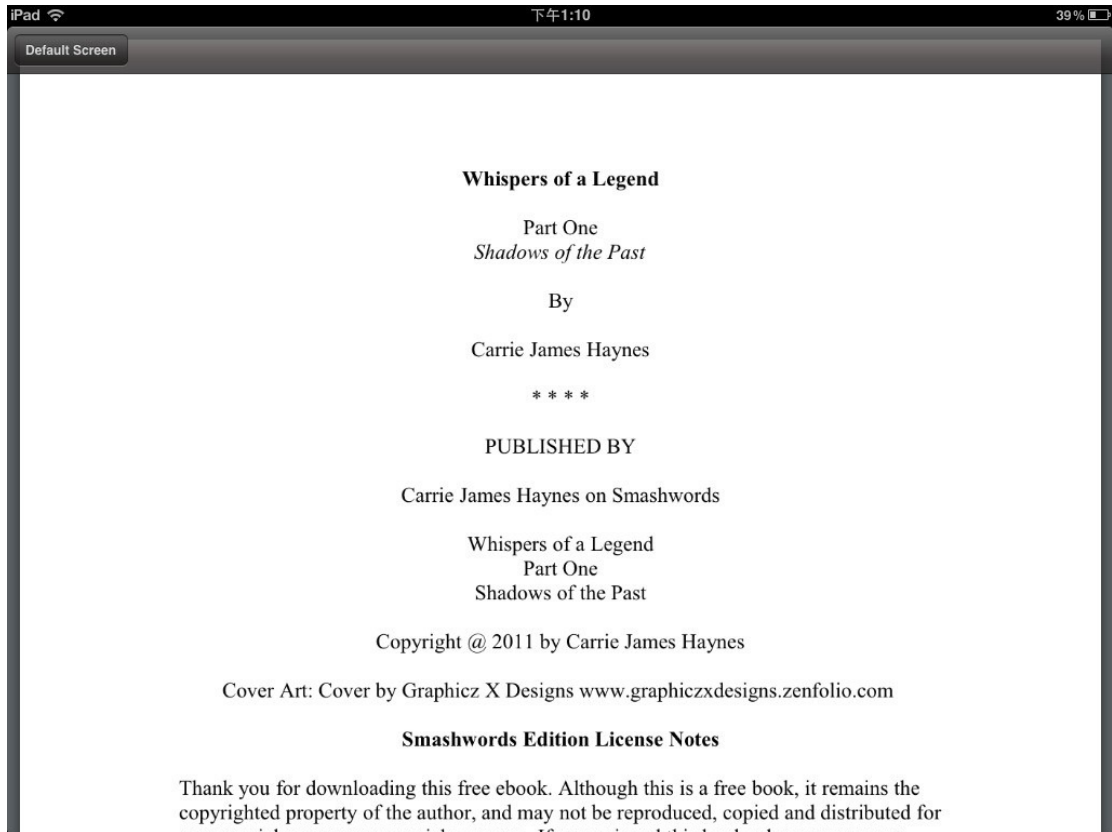 iPad 下午1:10 39%
Default Screen
Whispers of a Legend
Part One
Shadows of the Past
By
Carrie James Haynes
* * * *
PUBLISHED BY
Carrie James Haynes on Smashwords
Whispers of a Legend
Part One
Shadows of the Past
Copyright @ 2011 by Carrie James Haynes
Cover Art: Cover by Graphicz X Designs www.graphiczxdesigns.zenfolio.com
Smashwords Edition License Notes
Thank you for downloading this free ebook. Although this is a free book, it remains the
copyrighted property of the author, and may not be reproduced, copied and distributed for